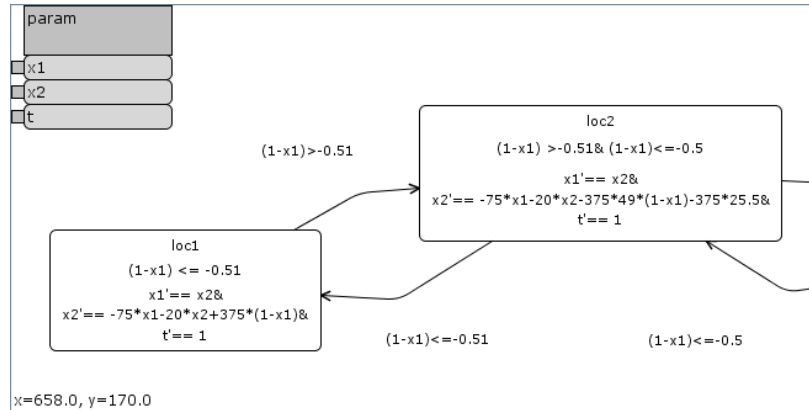 param
x1
x2
t
loc2
(1-x1) >-0.51& (1-x1)<=-0.5
x1'== x2&
x2'== -75*x1-20*x2-375*49*(1-x1)-375*25.5&
t'== 1
(1-x1)>-0.51
loc1
(1-x1) <= -0.51
x1'== x2&
x2'== -75*x1-20*x2+375*(1-x1)&
t'== 1
(1-x1)<=-0.51
(1-x1)<=-0.5
x=658.0, y=170.0